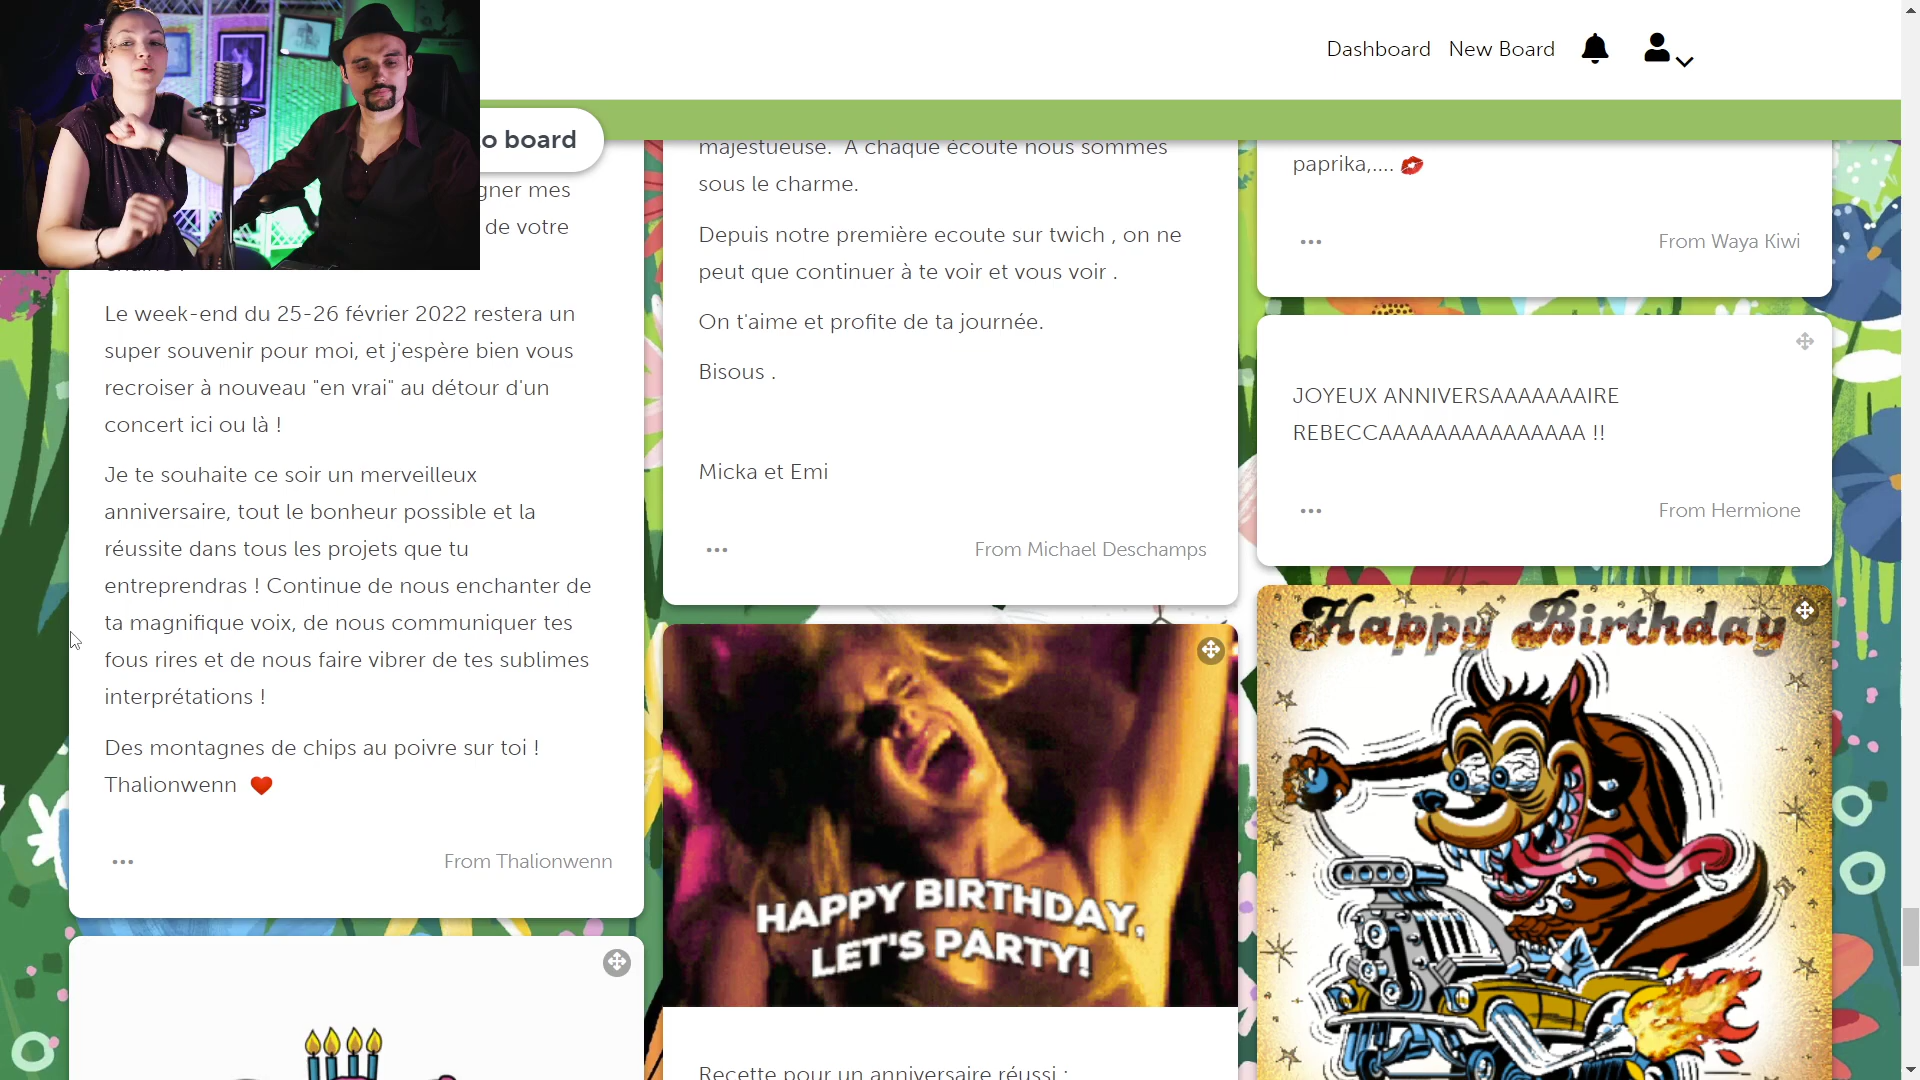 Dashboard
New Board
o board
gner mes
de votre
Le week-end du 25-26 février 2022 restera un
super souvenir pour moi, et j'espère bien vous
recroiser à nouveau "en vrai" au détour d'un
concert ici ou là !
Je te souhaite ce soir un merveilleux
anniversaire, tout le bonheur possible et la
réussite dans tous les projets que tu
entreprendras ! Continue de nous enchanter de
ta magnifique voix, de nous communiquer tes
fous rires et de nous faire vibrer de tes sublimes
interprétations !
Des montagnes de chips au poivre sur toi !
Thalionwenn ❤️
From Thalionwenn
majestueuse. A chaque écoute nous sommes
sous le charme.
Depuis notre première ecoute sur twich , on ne
peut que continuer à te voir et vous voir .
On t'aime et profite de ta journée.
Bisous .
Micka et Emi
From Michael Deschamps
HAPPY BIRTHDAY,
LET'S PARTY!
Recette pour un anniversaire réussi :
paprika,.... 💋
From Waya Kiwi
JOYEUX ANNIVERSAAAAAAAIRE
REBECCAAAAAAAAAAAAAAA !!
From Hermione
Happy Birthday